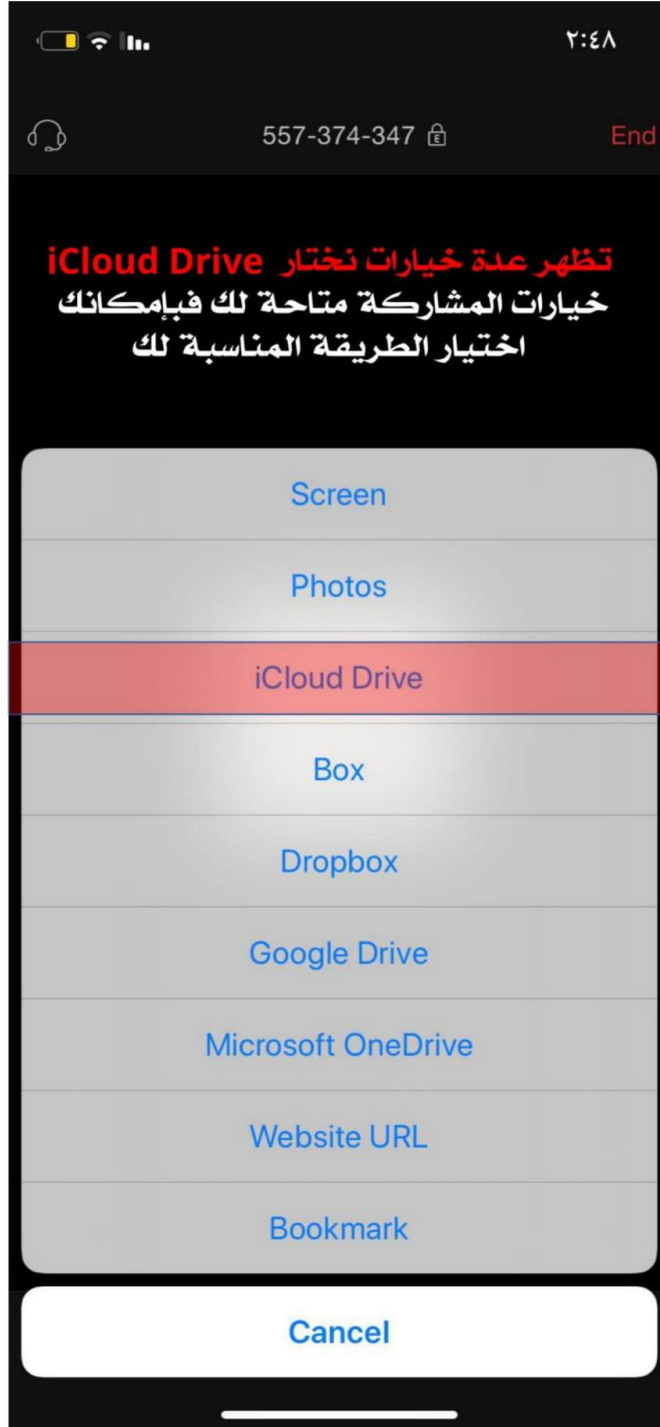 ٢:٤٨
557-374-347
End
تظهر عدة خيارات نختار iCloud Drive
خيارات المشاركة متاحة لك فبإمكانك
اختيار الطريقة المناسبة لك
Screen
Photos
iCloud Drive
Box
Dropbox
Google Drive
Microsoft OneDrive
Website URL
Bookmark
Cancel